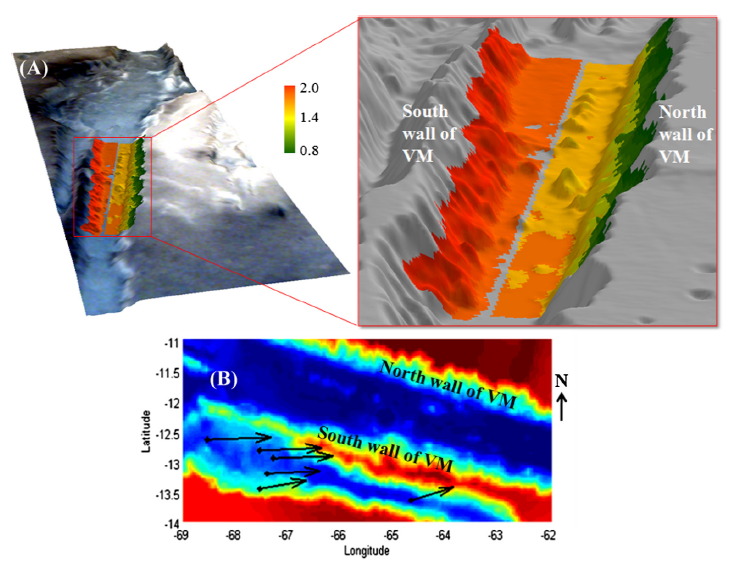 (A)
2.0
1.4
0.8
South
wall of
VM
North
wall of
VM
(B)
North wall of VM
South wall of VM
N
-11
-11.5
-12
-12.5
-13
-13.5
-14
Latitude
-69 -68 -67 -66 -65 -64 -63 -62
Longitude